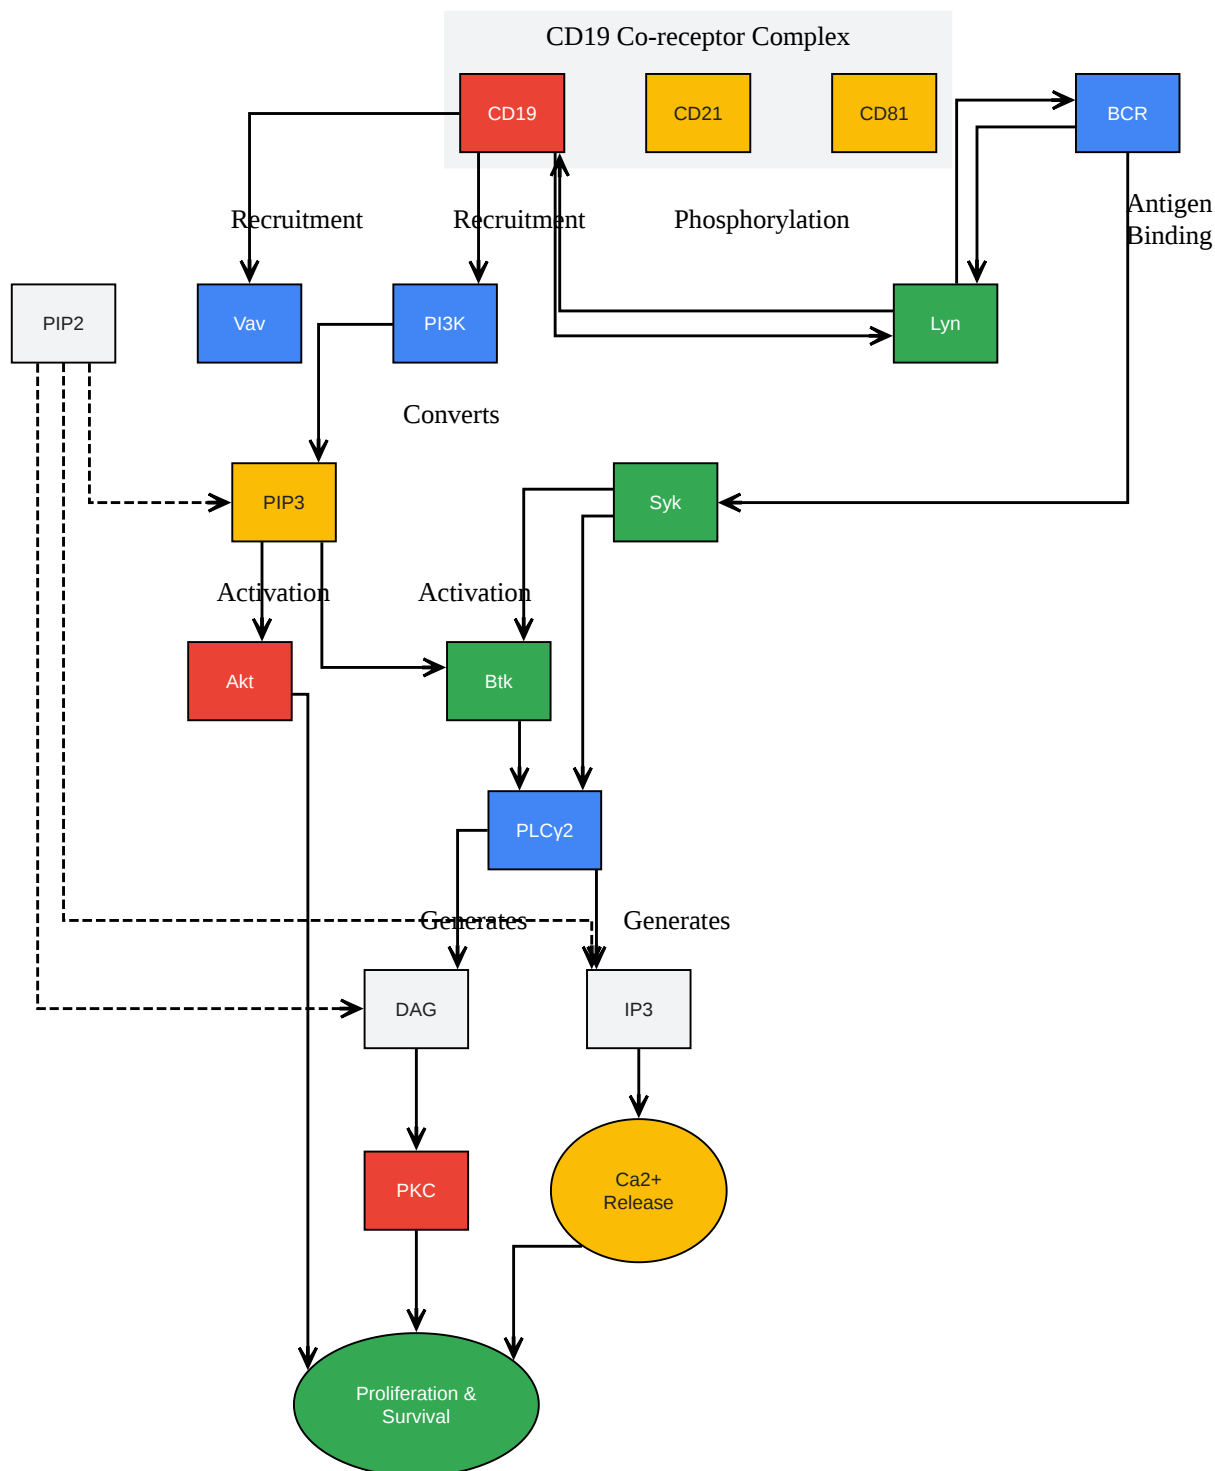 CD19 Co-receptor Complex
CD19
CD21
CD81
BCR
Recruitment
Recruitment
Phosphorylation
Antigen
Binding
PIP2
Vav
PI3K
Lyn
Converts
PIP3
Syk
Activation
Activation
Akt
Btk
PLCγ2
Generates
Generates
DAG
IP3
PKC
Ca2+
Release
Proliferation &
Survival